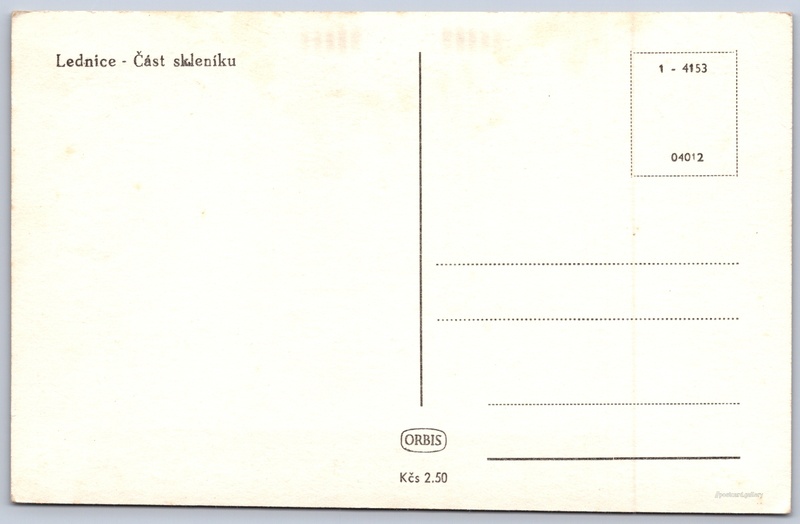 Lednice - Část skleníku
1 - 4153
04012
ORBIS
Kčs 2.50